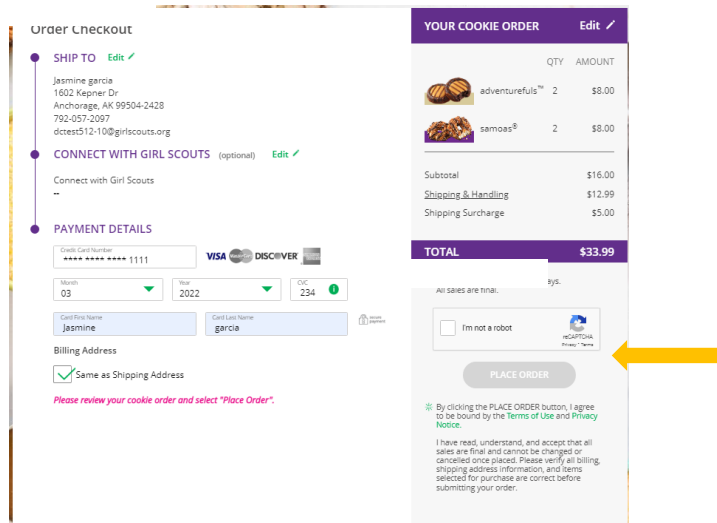 Order Checkout
SHIP TO Edit
Jasmine garcia
1602 Kepner Dr
Anchorage, AK 99504-2428
792-057-2097
dctest512-10@girlscouts.org
CONNECT WITH GIRL SCOUTS (optional) Edit
Connect with Girl Scouts
--
PAYMENT DETAILS
Credit Card Number
**** **** **** 1111
VISA MasterCard DISCOVER
Month
03
Year
2022
CVC
234
Card First Name
Jasmine
Card Last Name
garcia
secure
payment
Billing Address
Same as Shipping Address
Please review your cookie order and select "Place Order".
YOUR COOKIE ORDER Edit
QTY AMOUNT
adventurefuls™ 2 $8.00
samoas® 2 $8.00
Subtotal $16.00
Shipping & Handling $12.99
Shipping Surcharge $5.00
TOTAL $33.99
ays.
All sales are final.
I'm not a robot
reCAPTCHA
Privacy - Terms
PLACE ORDER
By clicking the PLACE ORDER button, I agree
to be bound by the Terms of Use and Privacy
Notice.
I have read, understand, and accept that all
sales are final and cannot be changed or
cancelled once placed. Please verify all billing,
shipping address information, and items
selected for purchase are correct before
submitting your order.